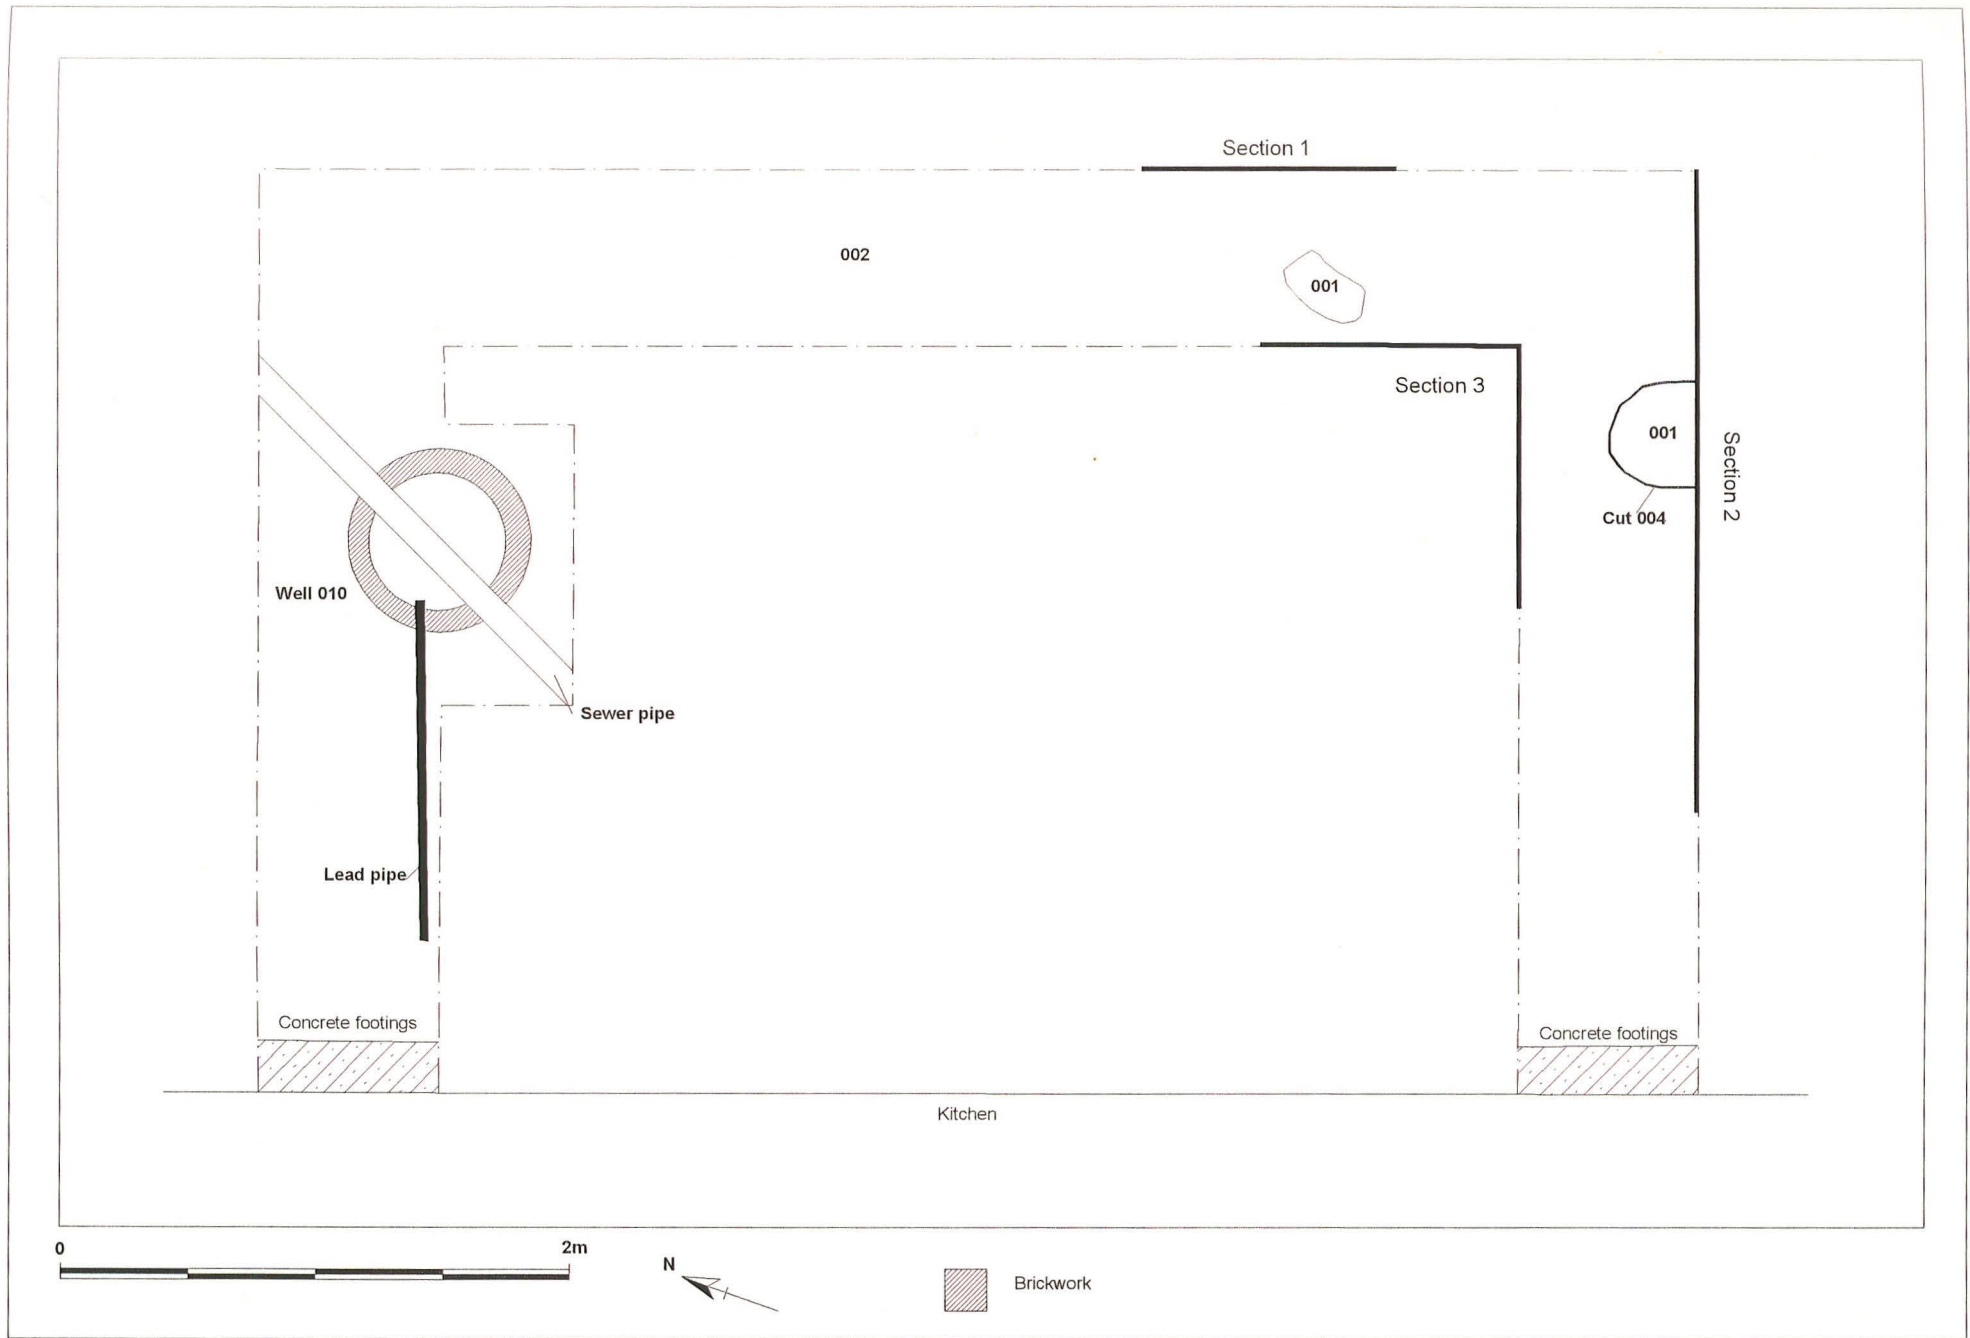 Section 1
002
001
Section 3
001
Section 2
Cut 004
Well 010
Sewer pipe
Lead pipe
Concrete footings
Concrete footings
Kitchen
0
2m
N
Brickwork